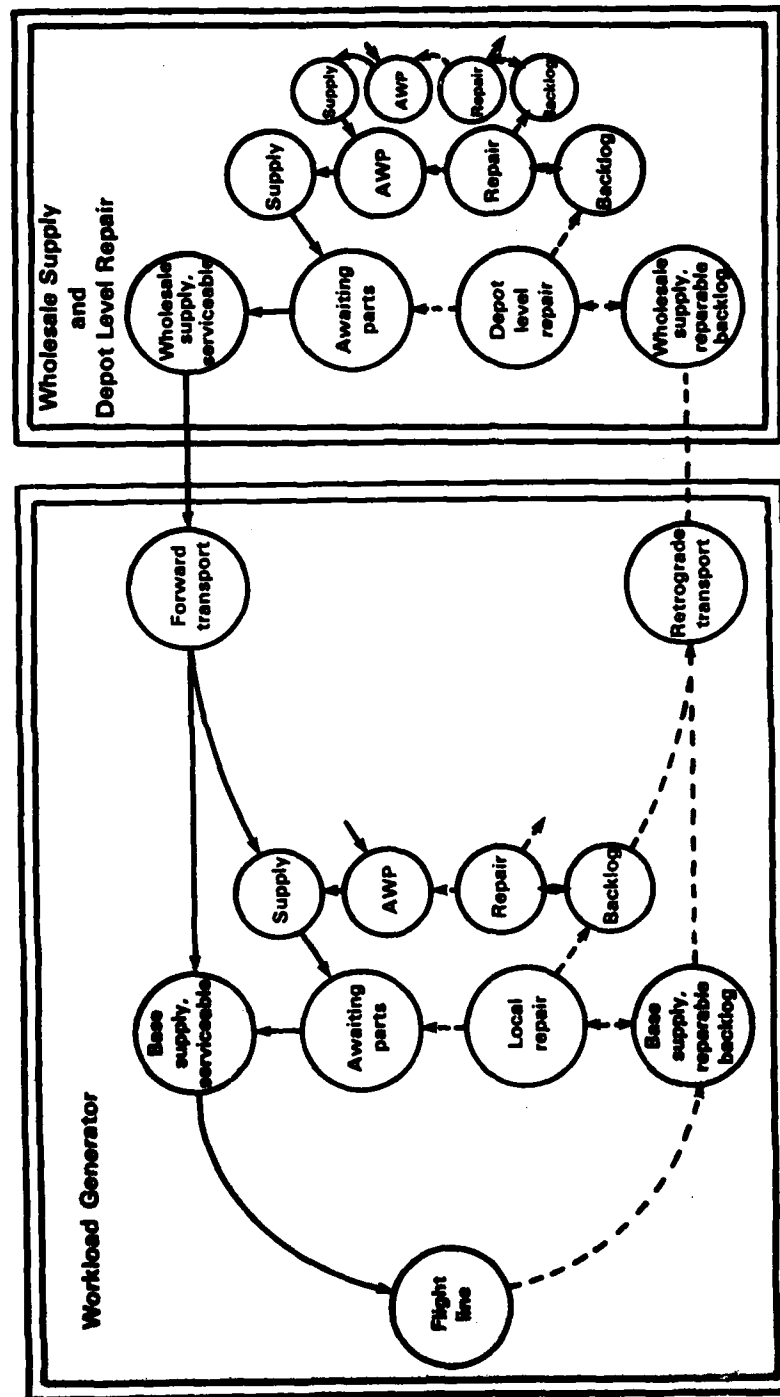 Workload Generator
Flight
line
Base
supply,
serviceable
Awaiting
parts
Local
repair
Base
supply,
reparable
backlog
Supply
AWP
Repair
Backlog
Forward
transport
Retrograde
transport
Wholesale Supply
and
Depot Level Repair
Wholesale
supply,
serviceable
Awaiting
parts
Depot
level
repair
Wholesale
supply,
reparable
backlog
Supply
AWP
Repair
Backlog
Supply
AWP
Repair
Backlog